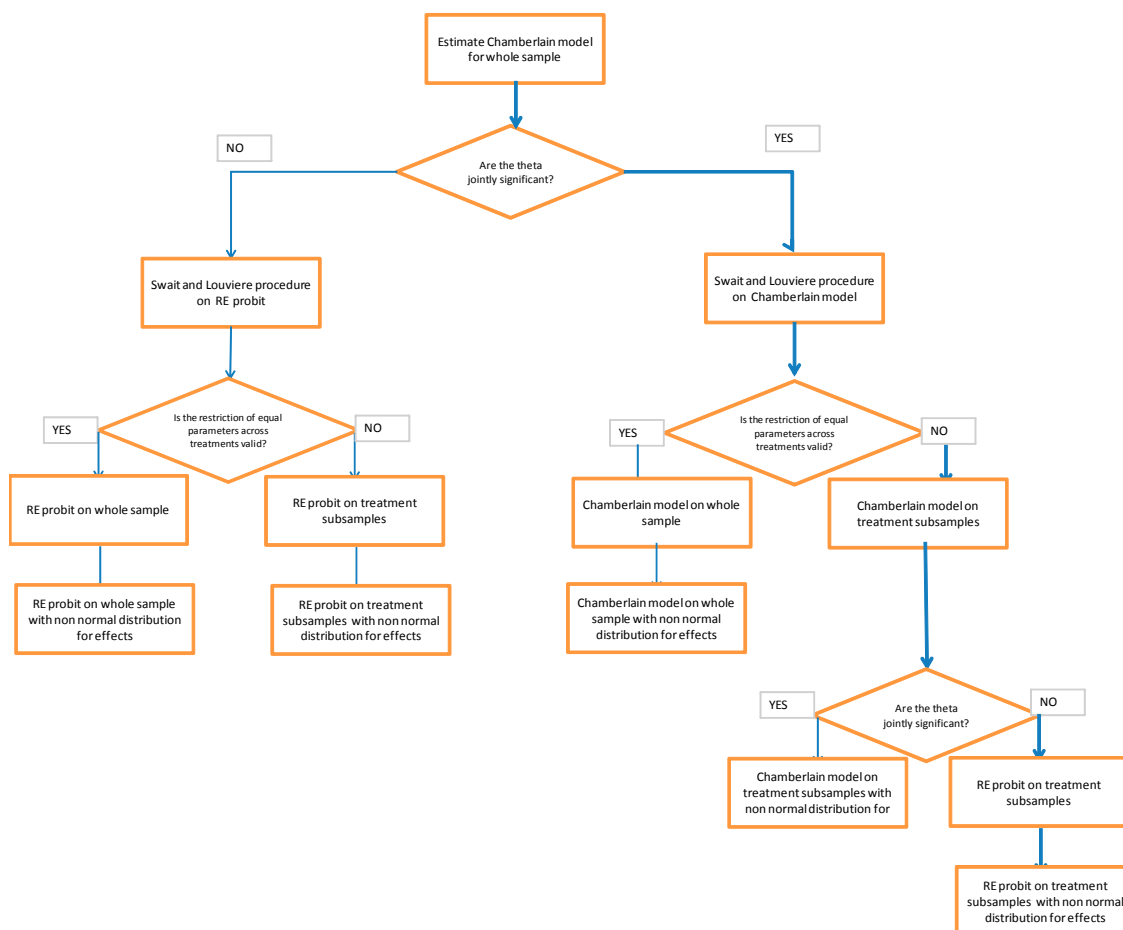 Estimate Chamberlain model
for whole sample
NO
YES
Are the theta
jointly significant?
Swait and Louviere procedure
on RE probit
Swait and Louviere procedure
on Chamberlain model
YES
Is the restriction of equal
parameters across
treatments valid?
NO
YES
Is the restriction of equal
parameters across
treatments valid?
NO
RE probit on whole sample
RE probit on treatment
subsamples
Chamberlain model on whole
sample
Chamberlain model on
treatment subsamples
RE probit on whole sample
with non normal distribution
for effects
RE probit on treatment
subsamples with non normal
distribution for effects
Chamberlain model on whole
sample with non normal
distribution for effects
YES
Are the theta
jointly significant?
NO
Chamberlain model on
treatment subsamples with
non normal distribution for
RE probit on treatment
subsamples
RE probit on treatment
subsamples with non normal
distribution for effects